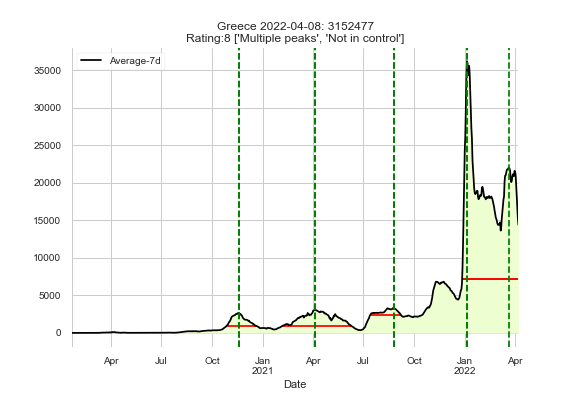 Greece 2022-04-08: 3152477
Rating:8 ['Multiple peaks', 'Not in control']
Average-7d
35000
30000
25000
20000
15000
10000
5000
0
Apr Jul Oct Jan Apr Jul Oct Jan Apr
2021 2022
Date